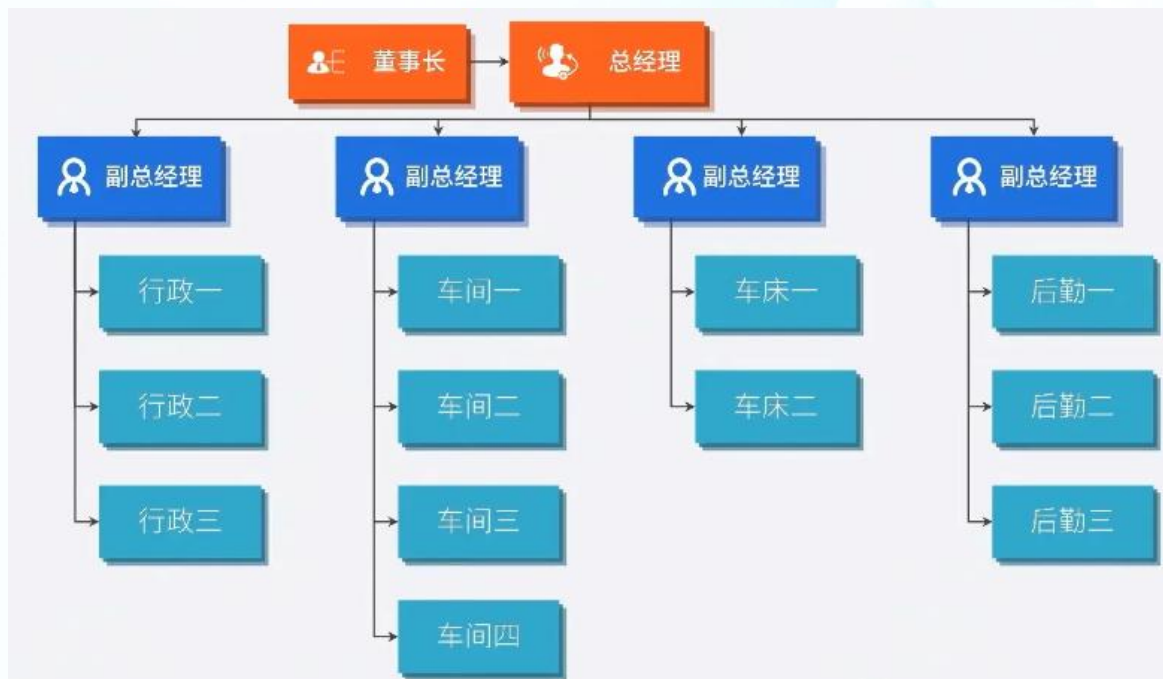 董事长
总经理
副总经理
副总经理
副总经理
副总经理
行政一
车间一
车床一
后勤一
行政二
车间二
车床二
后勤二
行政三
车间三
后勤三
车间四